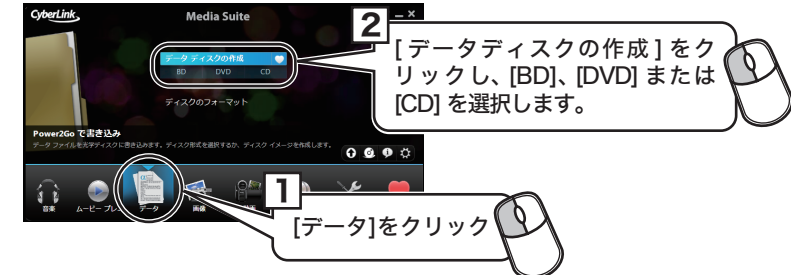 CyberLink
Media Suite
データ ディスクの作成
BD DVD CD
ディスクのフォーマット
Power2Go で書き込み
データ ファイルを光学ディスクに書き込みます。ディスク形式を選択するか、ディスク イメージを作成します。
音楽
ムービー プレ
データ
画像
2
[データディスクの作成]をク
リックし、[BD]、[DVD] または
[CD] を選択します。
1
[データ]をクリック